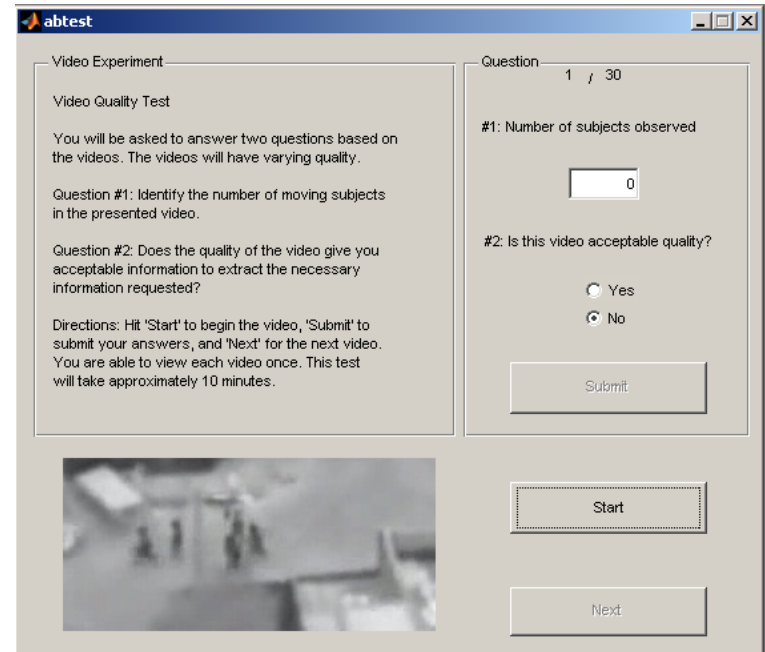 abtest
Video Experiment
Video Quality Test
You will be asked to answer two questions based on
the videos. The videos will have varying quality.
Question #1: Identify the number of moving subjects
in the presented video.
Question #2: Does the quality of the video give you
acceptable information to extract the necessary
information requested?
Directions: Hit 'Start' to begin the video, 'Submit' to
submit your answers, and 'Next' for the next video.
You are able to view each video once. This test
will take approximately 10 minutes.
Question
1 / 30
#1: Number of subjects observed
0
#2: Is this video acceptable quality?
Yes
No
Submit
Start
Next